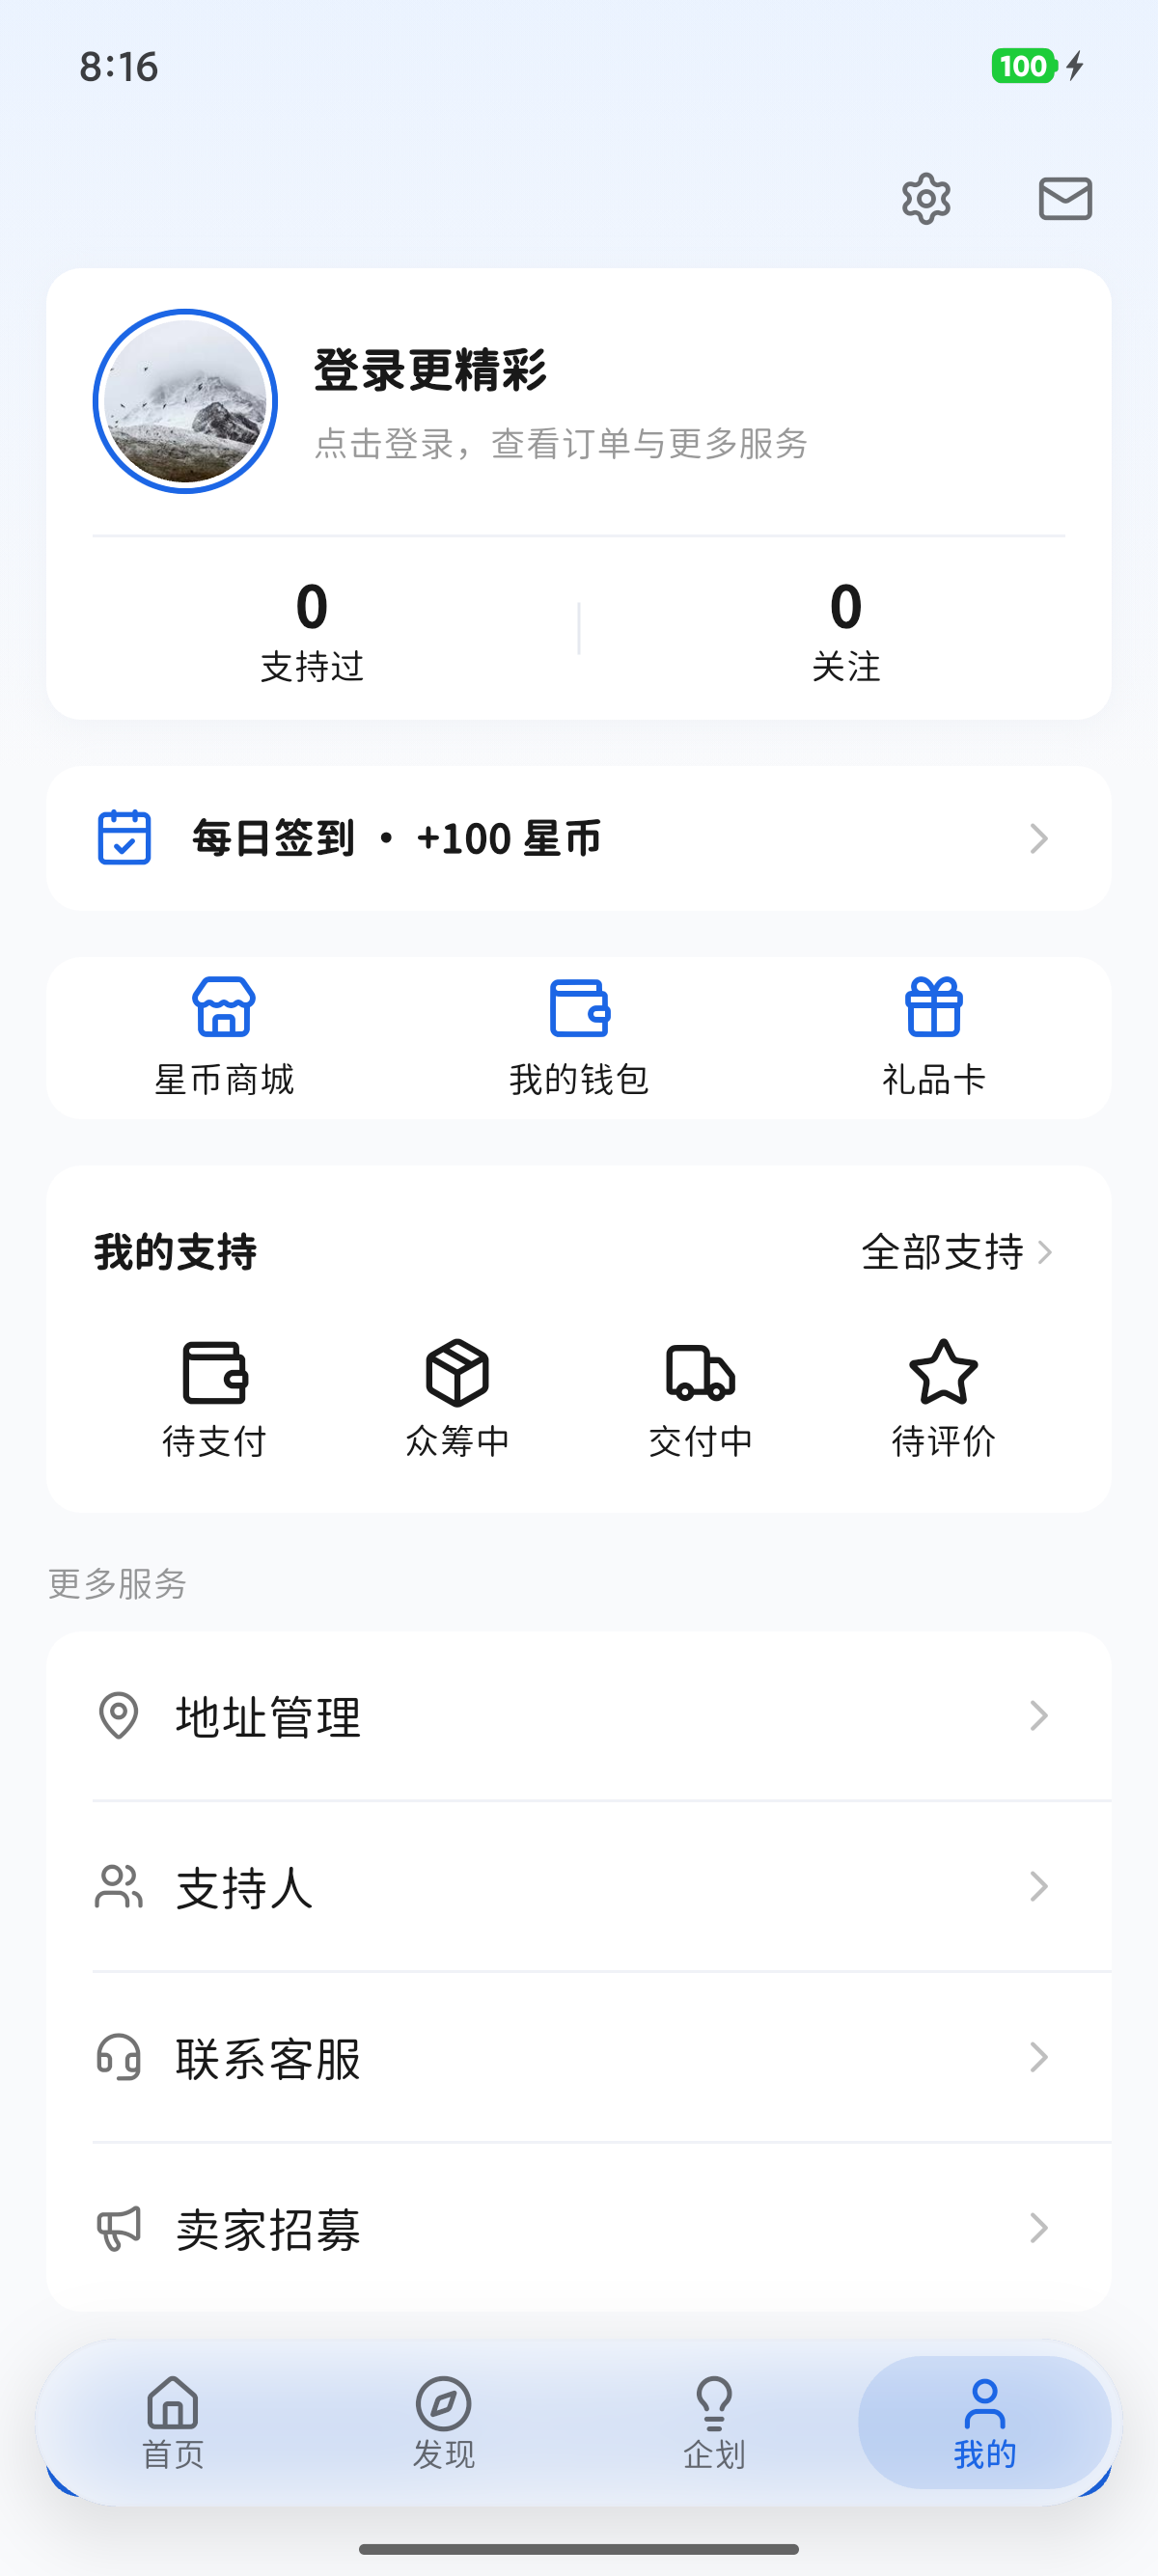 8:16
100
登录更精彩
点击登录，查看订单与更多服务
0
支持过
0
关注
每日签到 · +100 星币
星币商城
我的钱包
礼品卡
我的支持
全部支持
待支付
众筹中
交付中
待评价
更多服务
地址管理
支持人
联系客服
卖家招募
首页
发现
企划
我的